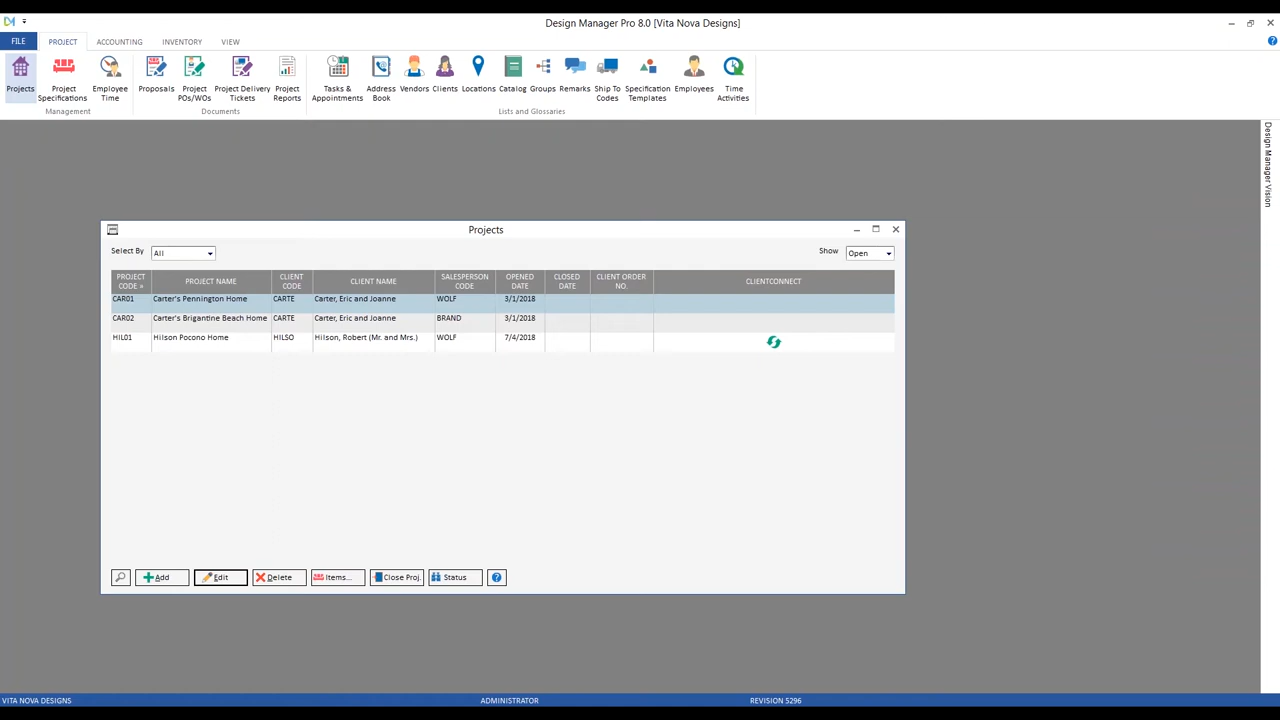 Design Manager Pro 8.0 [Vita Nova Designs]
FILE PROJECT ACCOUNTING INVENTORY VIEW
Projects
Project Specifications
Employee Time
Management
Proposals
Project POs/WOs
Project Delivery Tickets
Project Reports
Documents
Tasks & Appointments
Address Book
Vendors
Clients
Locations
Catalog
Groups
Remarks
Ship To Codes
Specification Templates
Employees
Time Activities
Lists and Glossaries
Design Manager Vision
Projects
Select By All Show Open
PROJECT CODE PROJECT NAME CLIENT CODE CLIENT NAME SALESPERSON CODE OPENED DATE CLOSED DATE CLIENT ORDER NO. CLIENTCONNECT
CAR01 Carter's Pennington Home CARTE Carter, Eric and Joanne WOLF 3/1/2018
CAR02 Carter's Brigantine Beach Home CARTE Carter, Eric and Joanne BRAND 3/1/2018
HIL01 Hilson Pocono Home HILSO Hilson, Robert (Mr. and Mrs.) WOLF 7/4/2018
Add Edit Delete Items... Close Proj. Status ?
VITA NOVA DESIGNS ADMINISTRATOR REVISION 5296